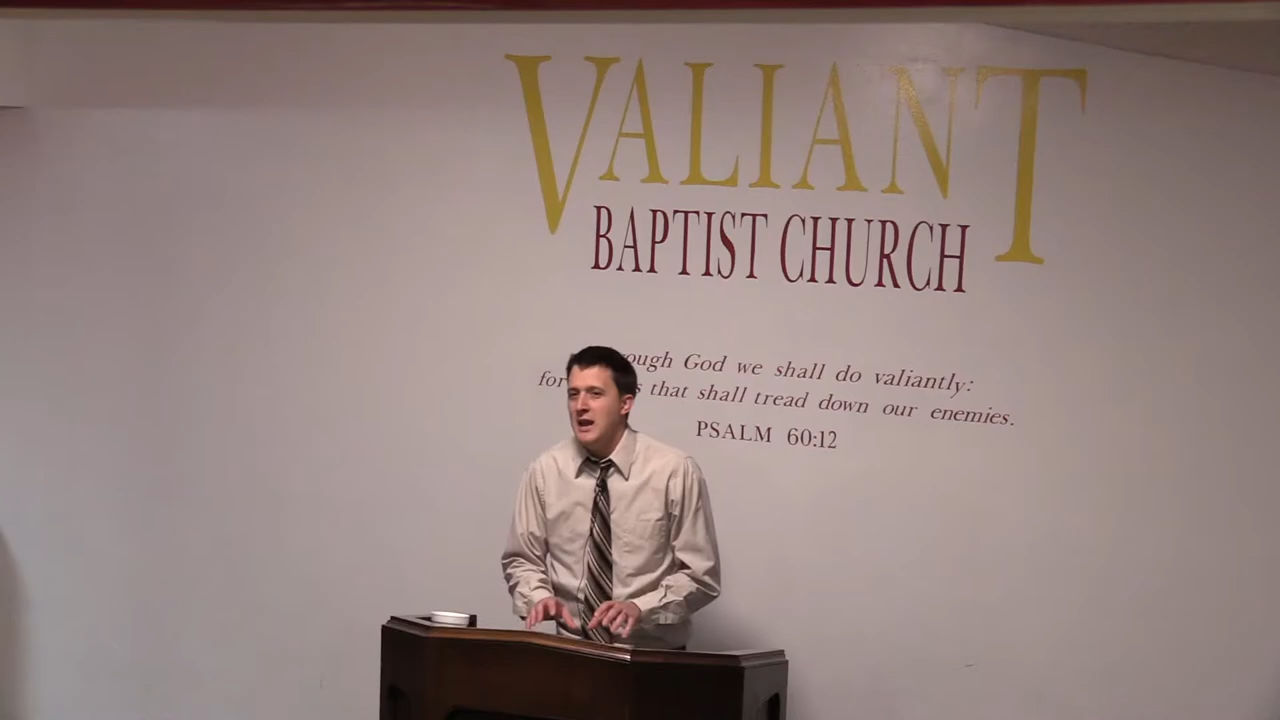 VALIANT
BAPTIST CHURCH
ough God we shall do valiantly:
for s that shall tread down our enemies.
PSALM 60:12